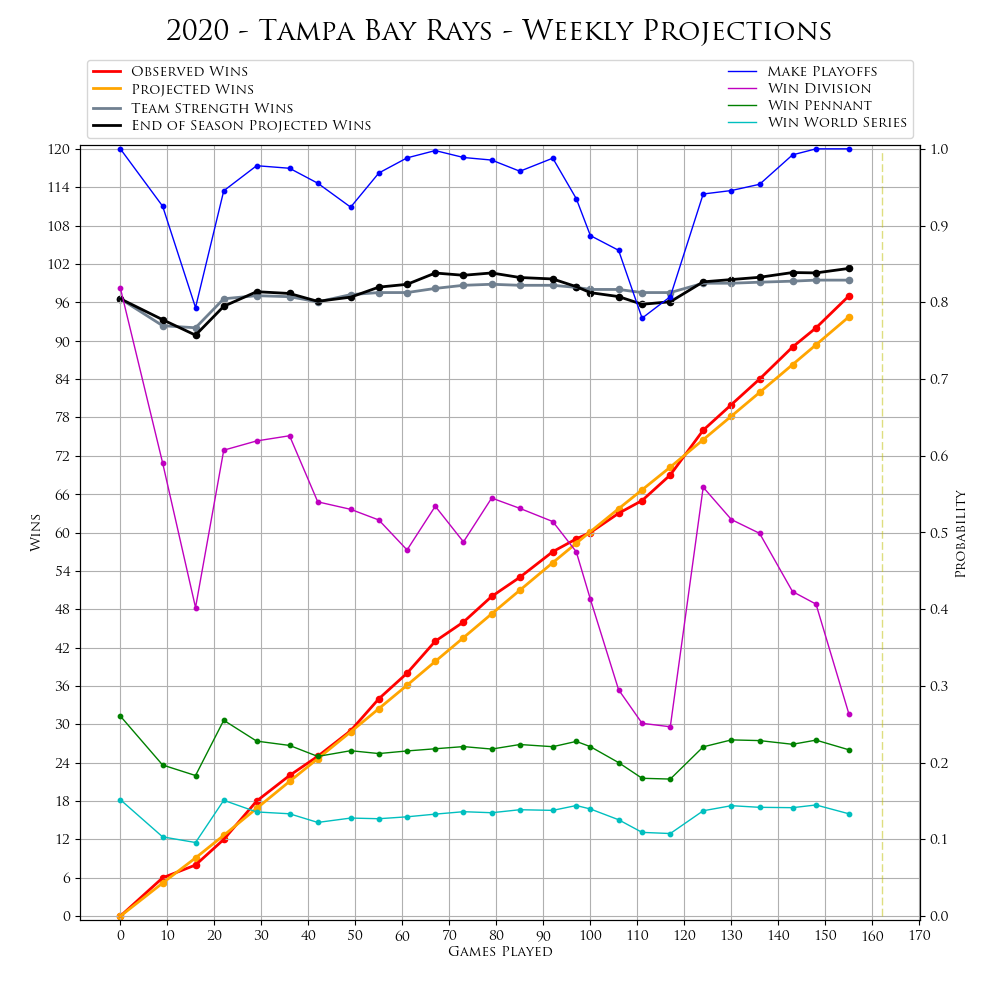 2020 - Tampa Bay Rays - Weekly Projections
Observed Wins
Projected Wins
Team Strength Wins
End of Season Projected Wins
Make Playoffs
Win Division
Win Pennant
Win World Series
120
114
108
102
96
90
84
78
72
66
60
54
48
42
36
30
24
18
12
6
0
Wins
1.0
0.9
0.8
0.7
0.6
0.5
0.4
0.3
0.2
0.1
0.0
Probability
0 10 20 30 40 50 60 70 80 90 100 110 120 130 140 150 160 170
Games Played